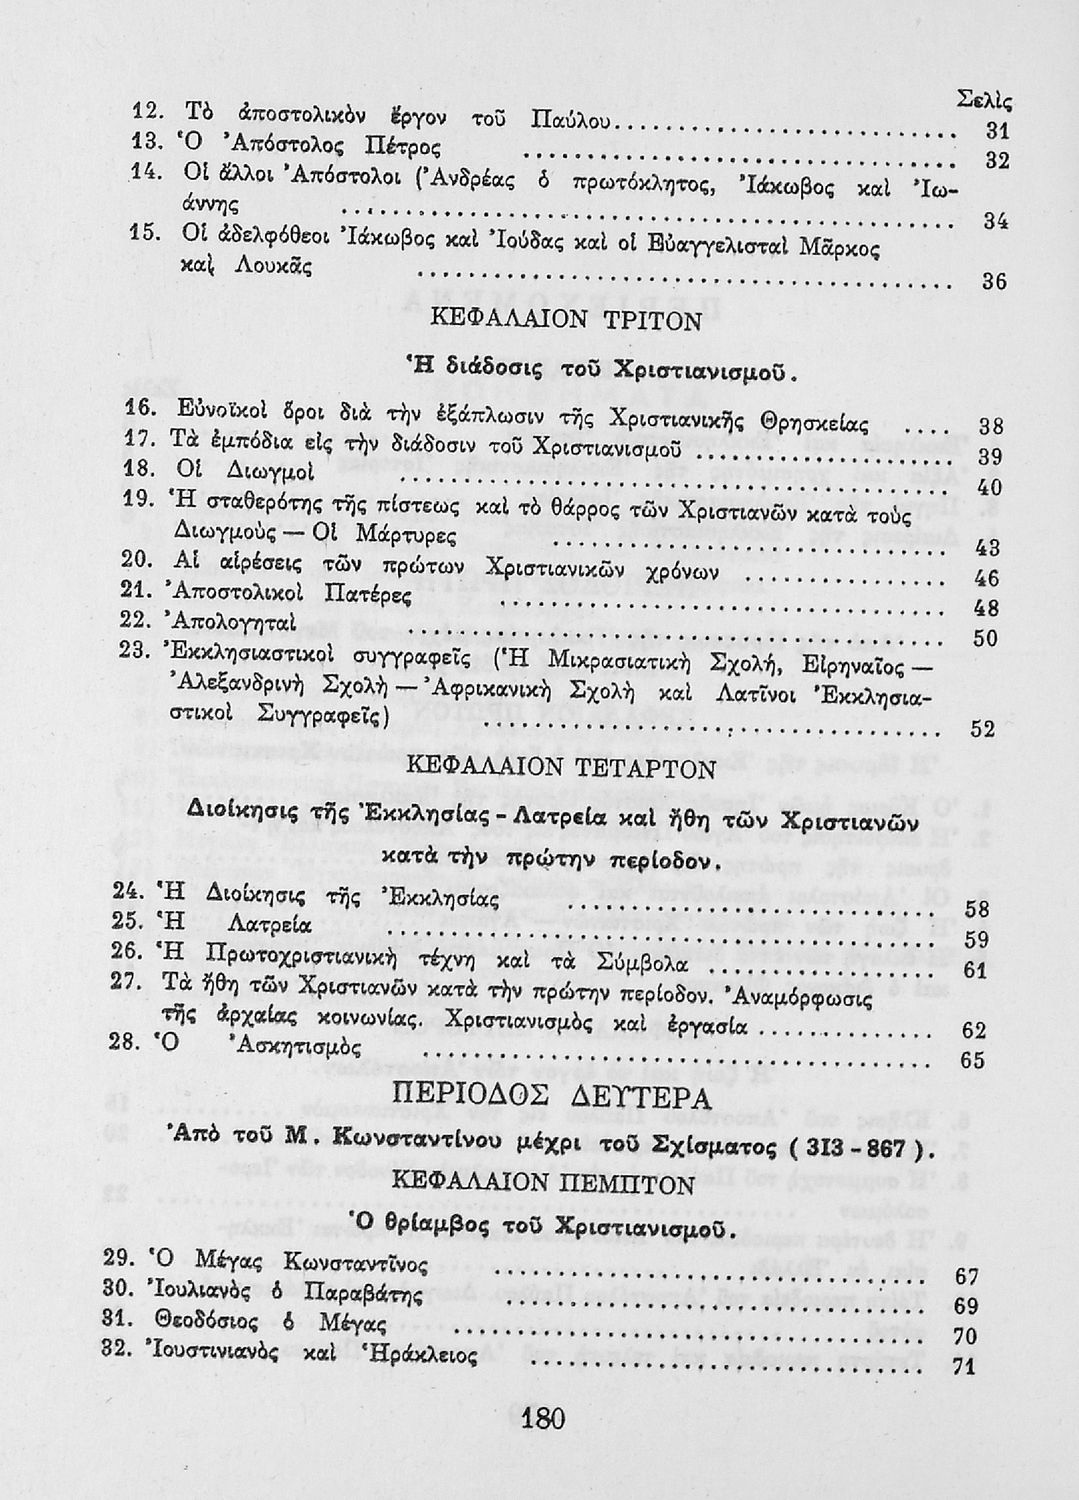 Σελὶς
12. Τὸ ἀποστολικὸν ἔργον τοῦ Παύλου.............................. 31
13. Ὁ Ἀπόστολος Πέτρος .............................. 32
14. Οἱ ἄλλοι Ἀπόστολοι (Ἀνδρέας ὁ πρωτόκλητος, Ἰάκωβος καὶ Ἰω-
άννης .............................. 34
15. Οἱ ἀδελφόθεοι Ἰάκωβος καὶ Ἰούδας καὶ οἱ Εὐαγγελισταὶ Μᾶρκος
καὶ Λουκᾶς .............................. 36
ΚΕΦΑΛΑΙΟΝ ΤΡΙΤΟΝ
Ἡ διάδοσις τοῦ Χριστιανισμοῦ.
16. Εὐνοϊκοὶ ὅροι διὰ τὴν ἐξάπλωσιν τῆς Χριστιανικῆς Θρησκείας .... 38
17. Τὰ ἐμπόδια εἰς τὴν διάδοσιν τοῦ Χριστιανισμοῦ .................... 39
18. Οἱ Διωγμοὶ .............................. 40
19. Ἡ σταθερότης τῆς πίστεως καὶ τὸ θάρρος τῶν Χριστιανῶν κατὰ τοὺς
Διωγμοὺς — Οἱ Μάρτυρες .............................. 43
20. Αἱ αἱρέσεις τῶν πρώτων Χριστιανικῶν χρόνων ................ 46
21. Ἀποστολικοὶ Πατέρες .............................. 48
22. Ἀπολογηταὶ .............................. 50
23. Ἐκκλησιαστικοὶ συγγραφεῖς (Ἡ Μικρασιατικὴ Σχολή, Εἰρηναῖος —
Ἀλεξανδρινὴ Σχολὴ — Ἀφρικανικὴ Σχολὴ καὶ Λατῖνοι Ἐκκλησια-
στικοὶ Συγγραφεῖς) .............................. 52
ΚΕΦΑΛΑΙΟΝ ΤΕΤΑΡΤΟΝ
Διοίκησις τῆς Ἐκκλησίας - Λατρεία καὶ ἤθη τῶν Χριστιανῶν
κατὰ τὴν πρώτην περίοδον.
24. Ἡ Διοίκησις τῆς Ἐκκλησίας .............................. 58
25. Ἡ Λατρεία .............................. 59
26. Ἡ Πρωτοχριστιανικὴ τέχνη καὶ τὰ Σύμβολα .................. 61
27. Τὰ ἤθη τῶν Χριστιανῶν κατὰ τὴν πρώτην περίοδον. Ἀναμόρφωσις
τῆς ἀρχαίας κοινωνίας. Χριστιανισμὸς καὶ ἐργασία .............. 62
28. Ὁ Ἀσκητισμὸς .............................. 65
ΠΕΡΙΟΔΟΣ ΔΕΥΤΕΡΑ
Ἀπὸ τοῦ Μ. Κωνσταντίνου μέχρι τοῦ Σχίσματος (313 - 867).
ΚΕΦΑΛΑΙΟΝ ΠΕΜΠΤΟΝ
Ὁ θρίαμβος τοῦ Χριστιανισμοῦ.
29. Ὁ Μέγας Κωνσταντῖνος .............................. 67
30. Ἰουλιανὸς ὁ Παραβάτης .............................. 69
31. Θεοδόσιος ὁ Μέγας .............................. 70
32. Ἰουστινιανὸς καὶ Ἡράκλειος .............................. 71
180